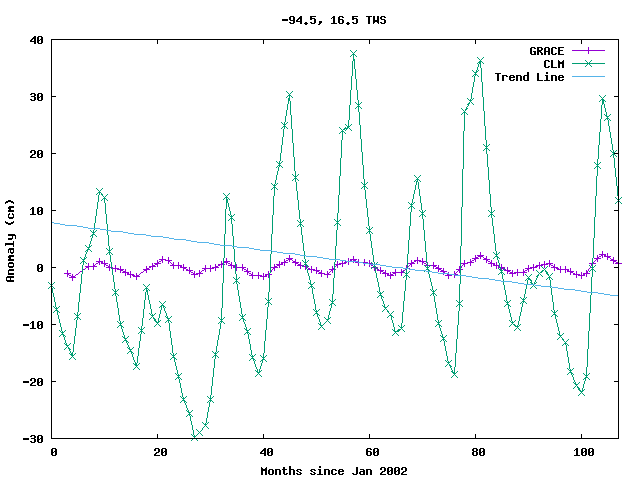 -94.5, 16.5 TWS
GRACE
CLM
Trend Line
40
30
20
10
0
-10
-20
-30
Anomaly (cm)
0 20 40 60 80 100
Months since Jan 2002